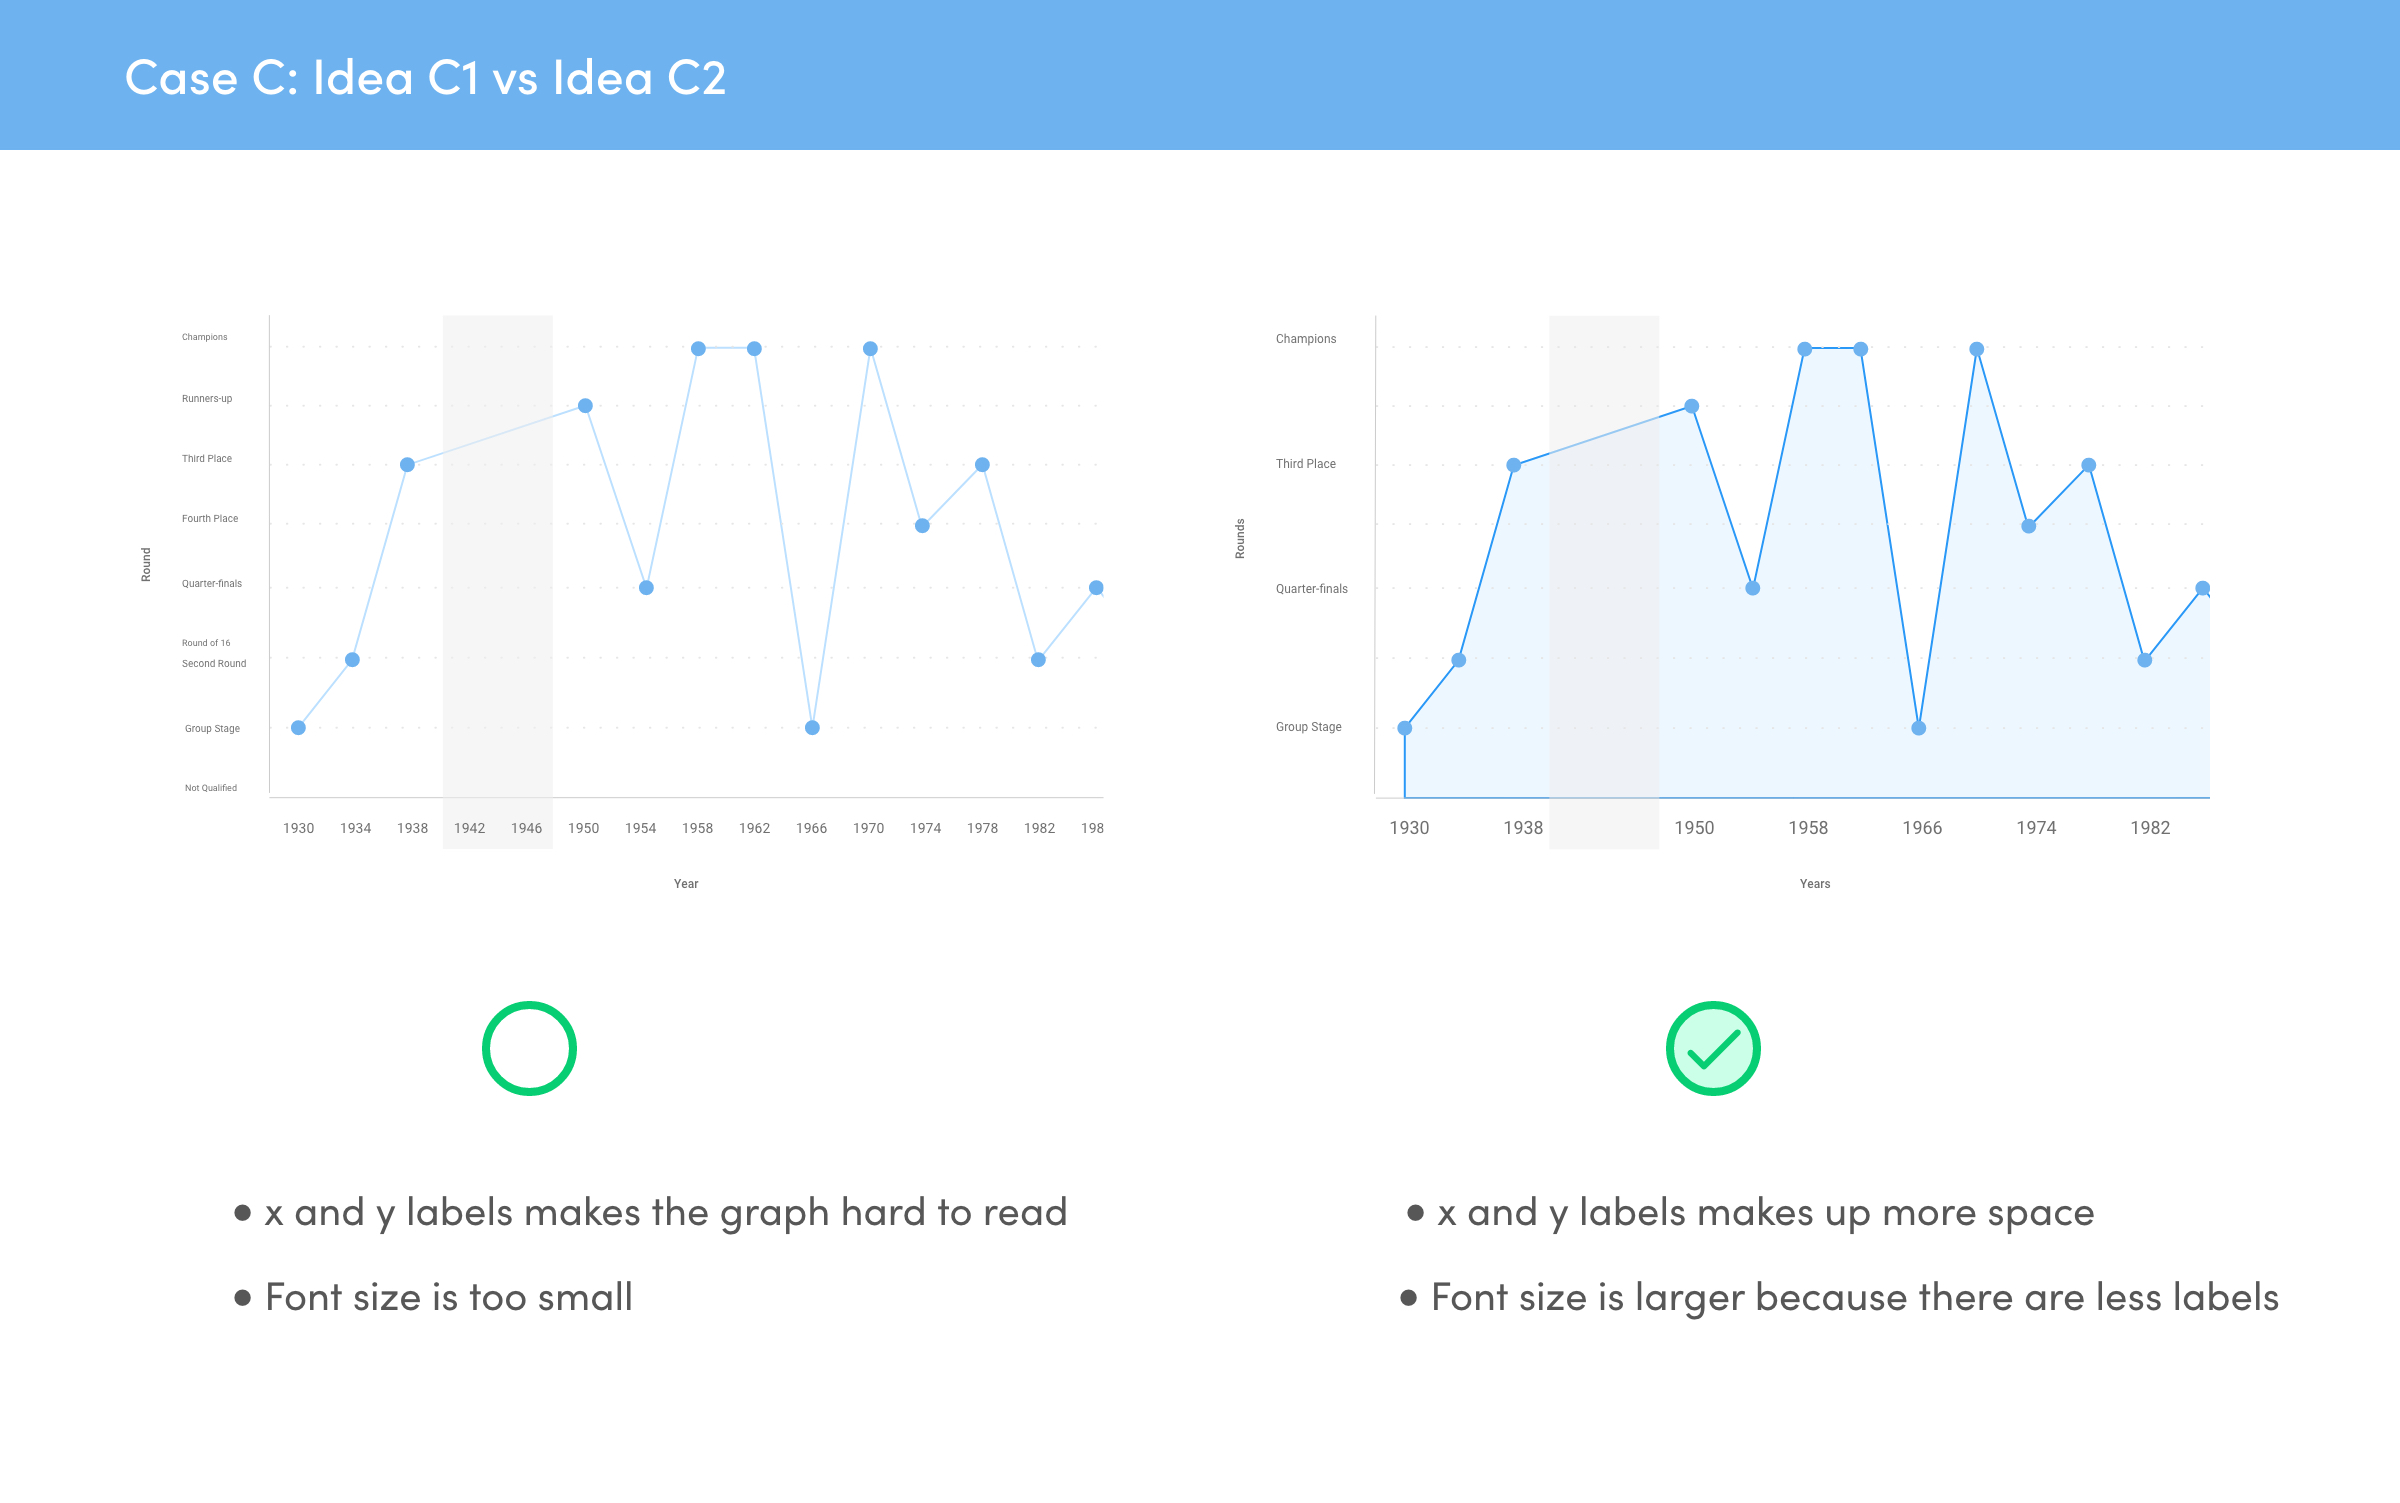 Case C: Idea C1 vs Idea C2
Champions
Runners-up
Third Place
Fourth Place
Quarter-finals
Round of 16
Second Round
Group Stage
Not Qualified
Round
1930 1934 1938 1942 1946 1950 1954 1958 1962 1966 1970 1974 1978 1982 198
Year
Champions
Third Place
Quarter-finals
Group Stage
Rounds
1930 1938 1950 1958 1966 1974 1982
Years
• x and y labels makes the graph hard to read
• Font size is too small
• x and y labels makes up more space
• Font size is larger because there are less labels